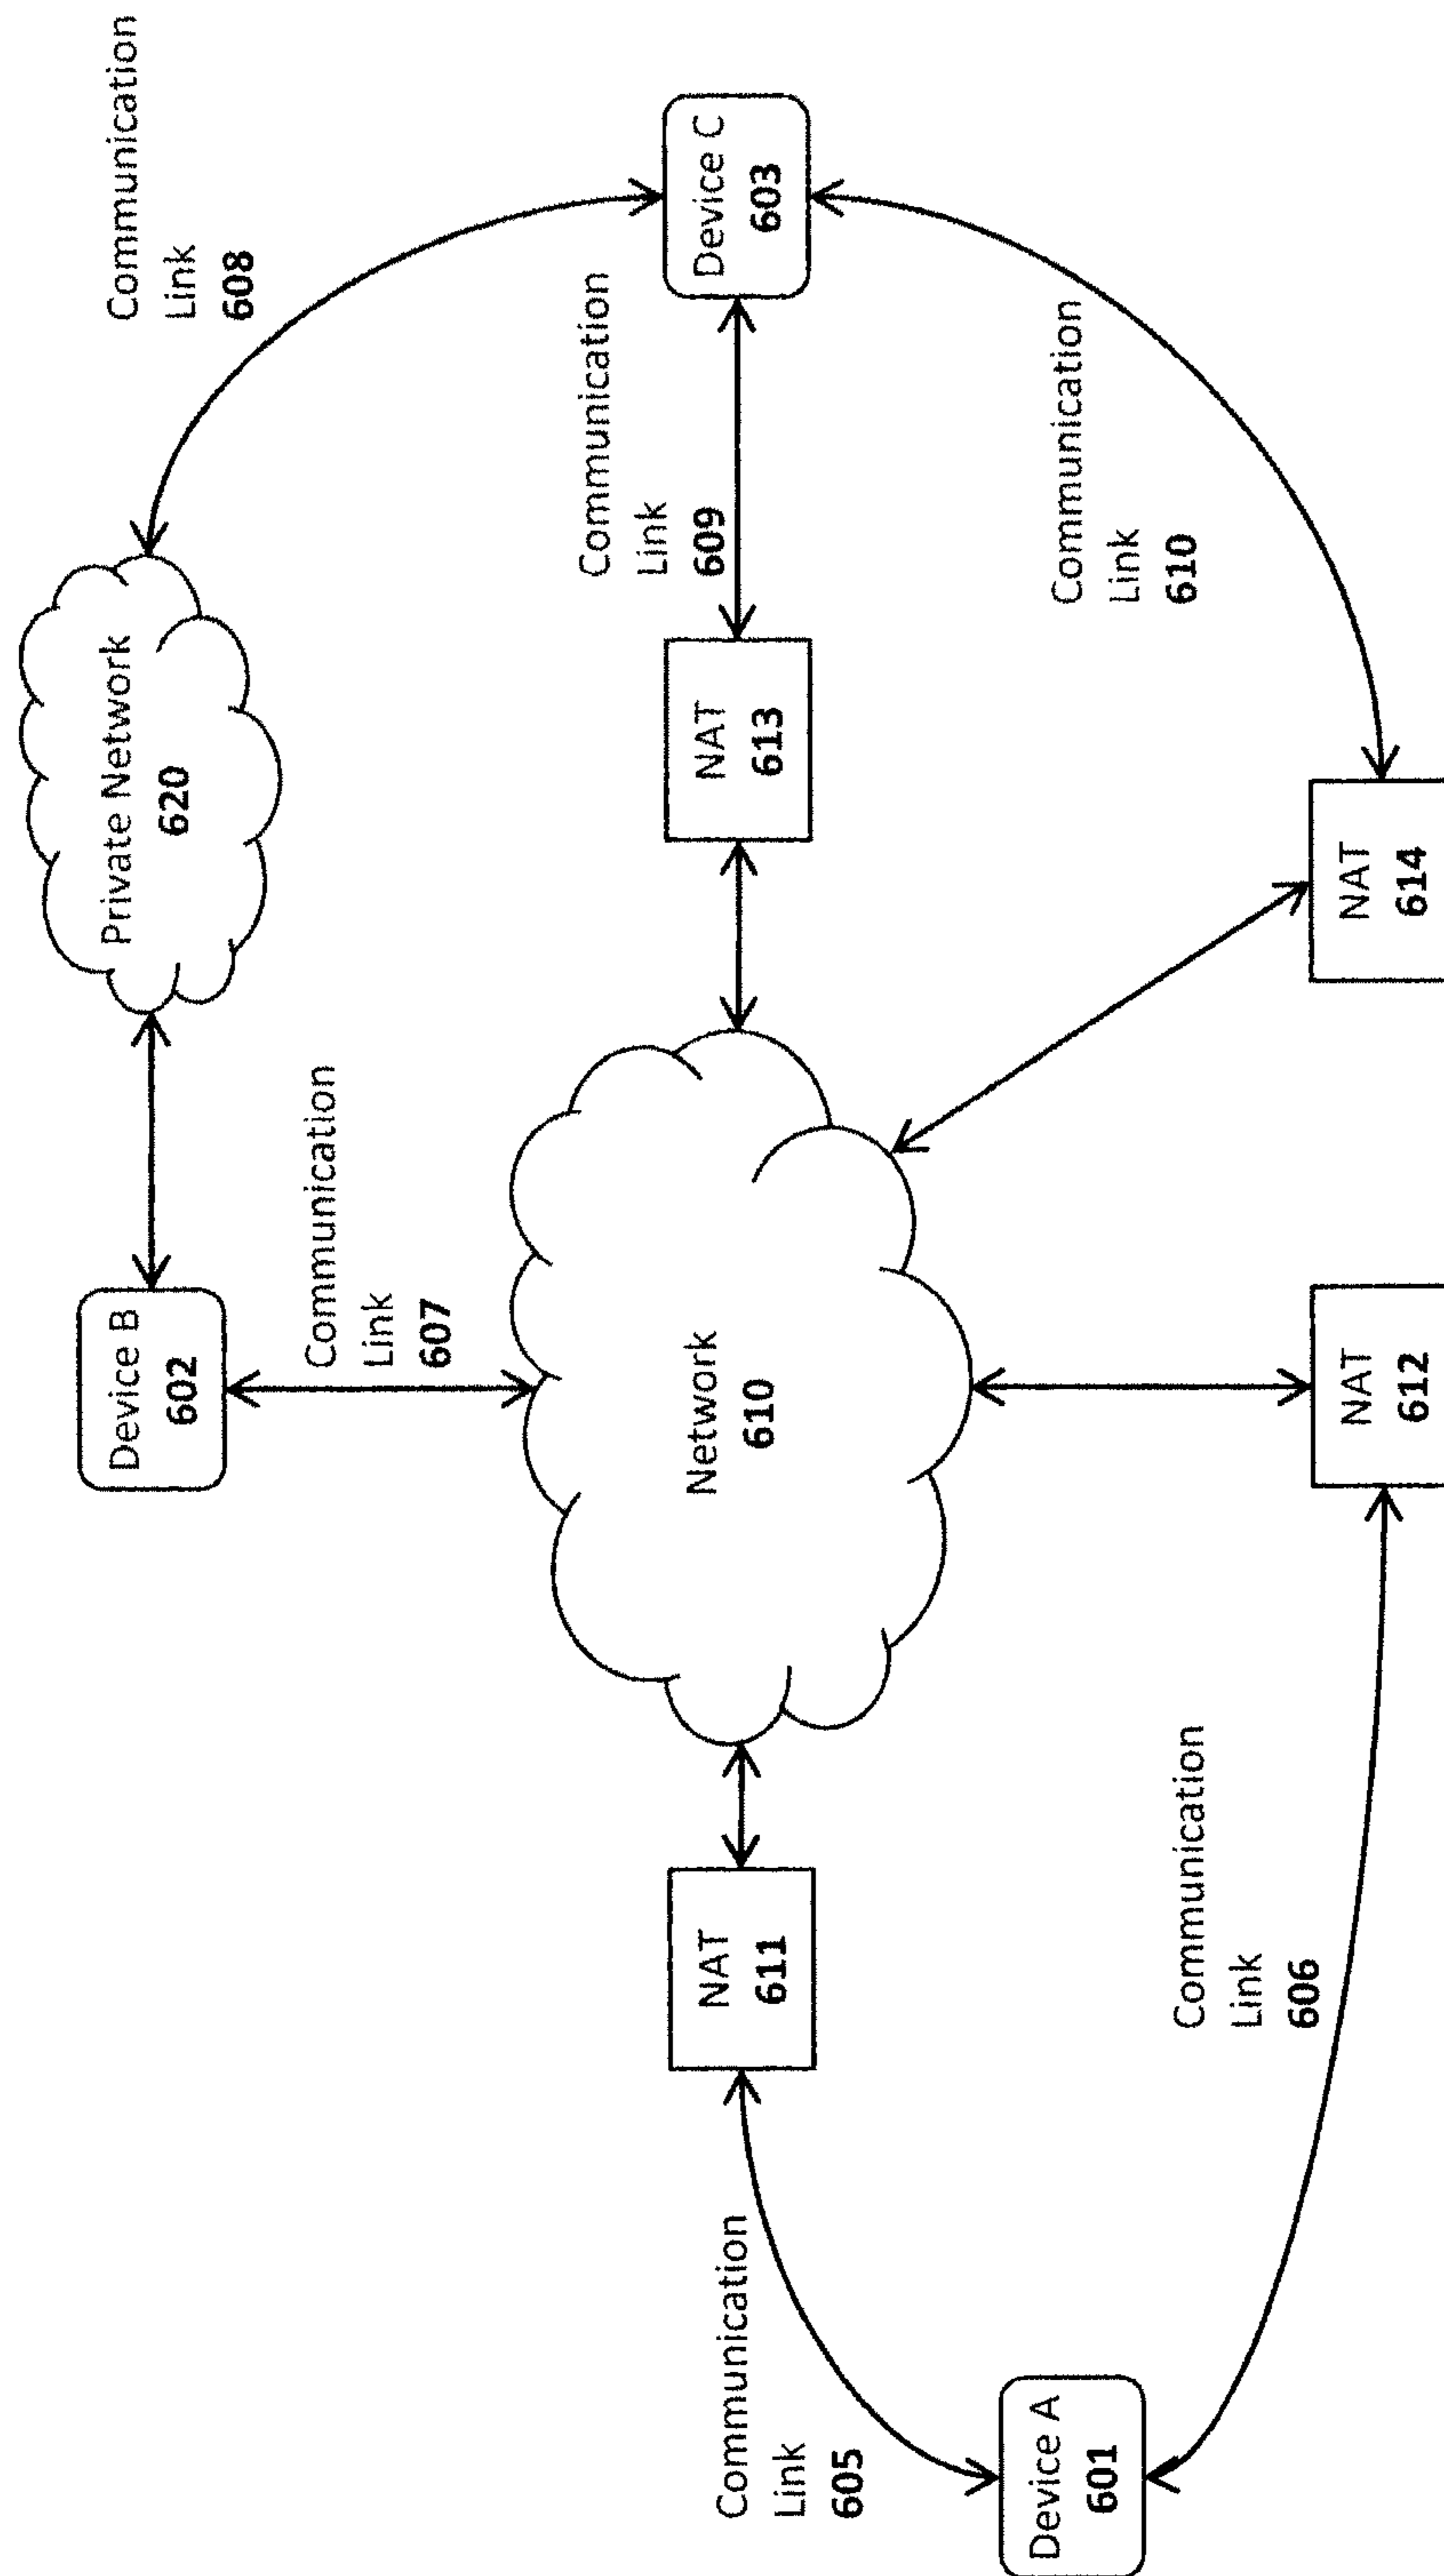 Device B
602
Private Network
620
Communication
Link
608
Communication
Link
607
Communication
Link
605
NAT
611
Network
610
NAT
613
Communication
Link
609
Device C
603
Device A
601
Communication
Link
606
NAT
612
NAT
614
Communication
Link
610